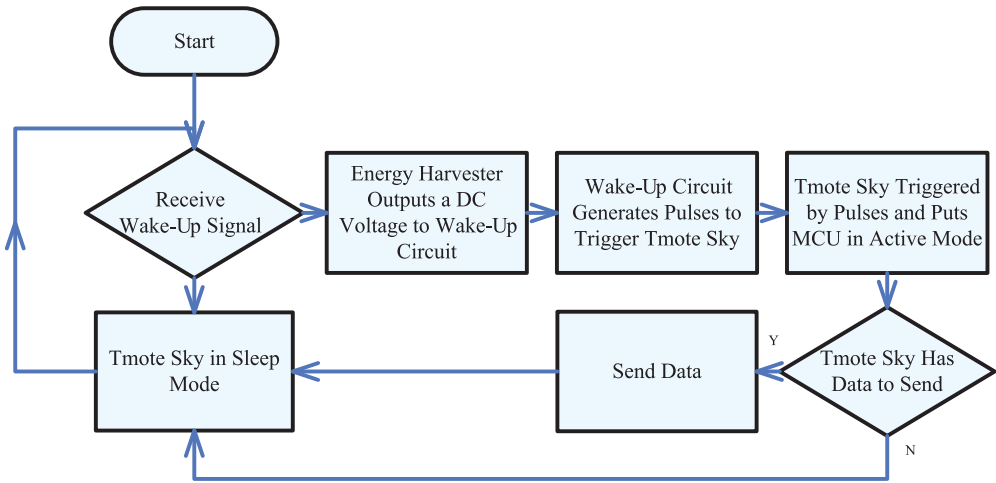 Start
Receive
Wake-Up Signal
Energy Harvester
Outputs a DC
Voltage to Wake-Up
Circuit
Wake-Up Circuit
Generates Pulses to
Trigger Tmote Sky
Tmote Sky Triggered
by Pulses and Puts
MCU in Active Mode
Tmote Sky in Sleep
Mode
Send Data
Y
Tmote Sky Has
Data to Send
N